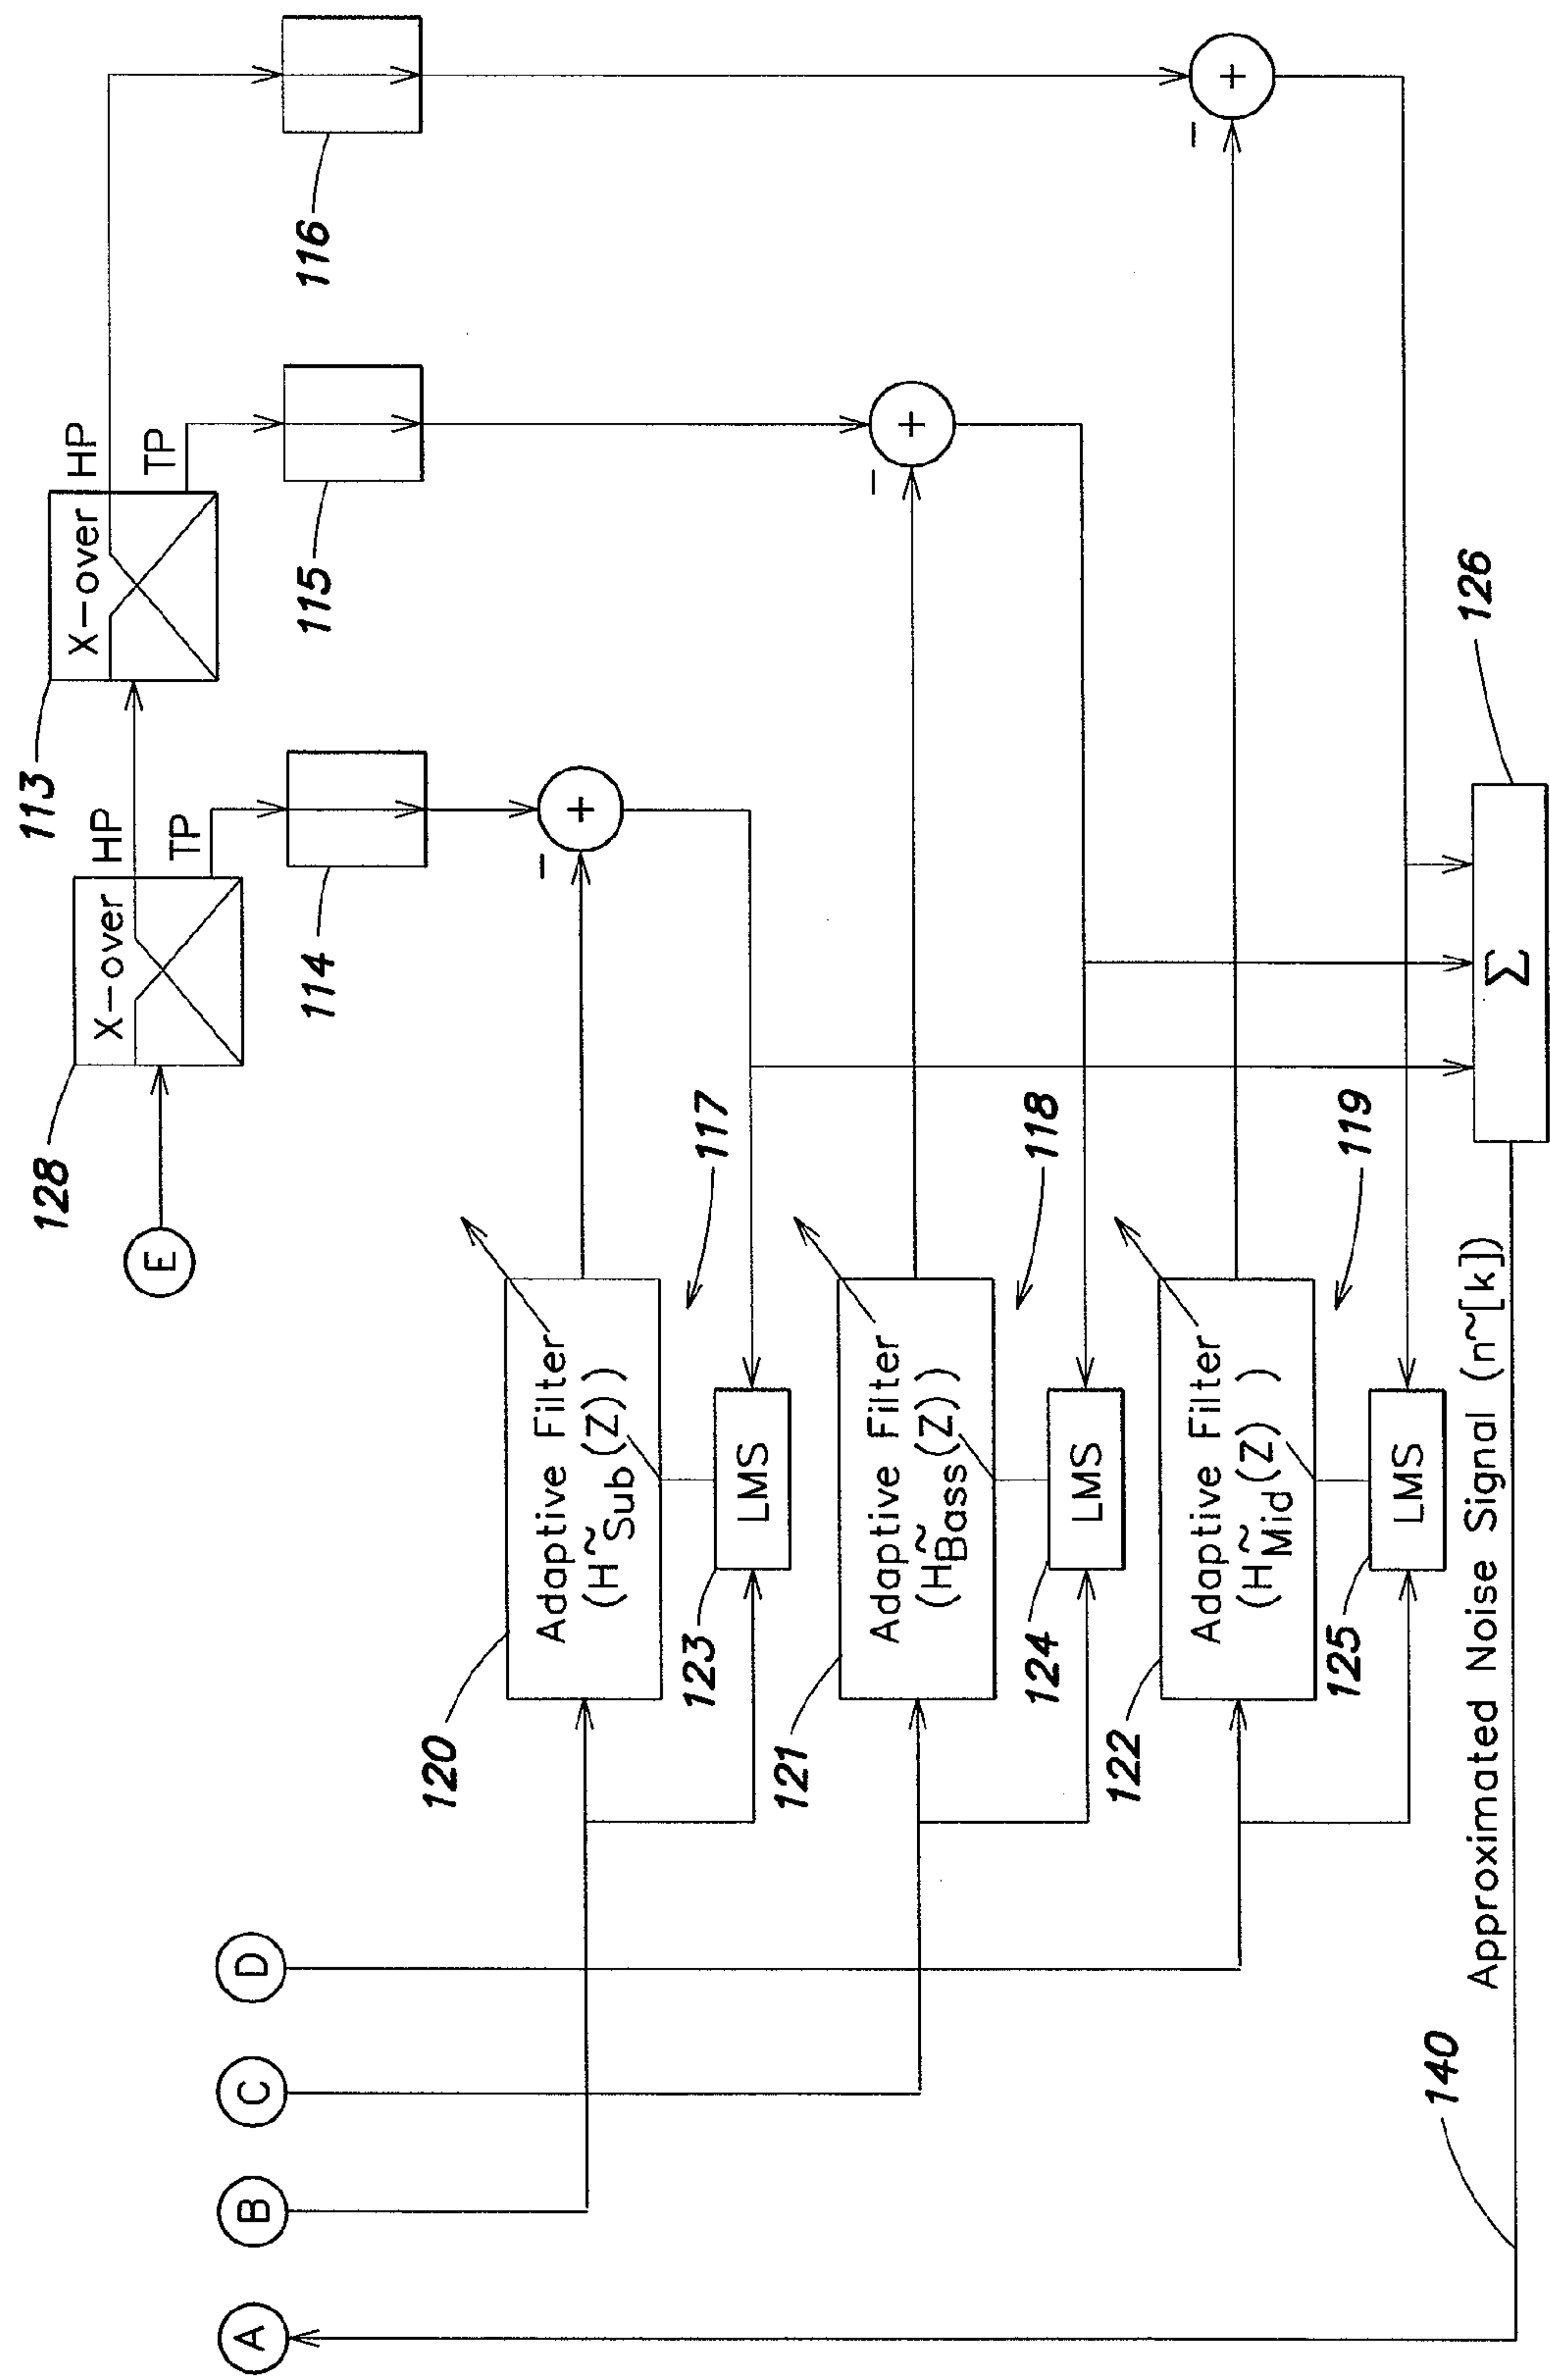 128
X-over
HP
TP
113
X-over
HP
TP
E
114
115
116
+
−
+
−
+
−
A
B
C
D
120
Adaptive Filter
(H~Sub(Z))
117
123
LMS
121
Adaptive Filter
(H~Bass(Z))
118
124
LMS
122
Adaptive Filter
(H~Mid(Z) )
119
125
LMS
126
Σ
140
Approximated Noise Signal (n~[k])